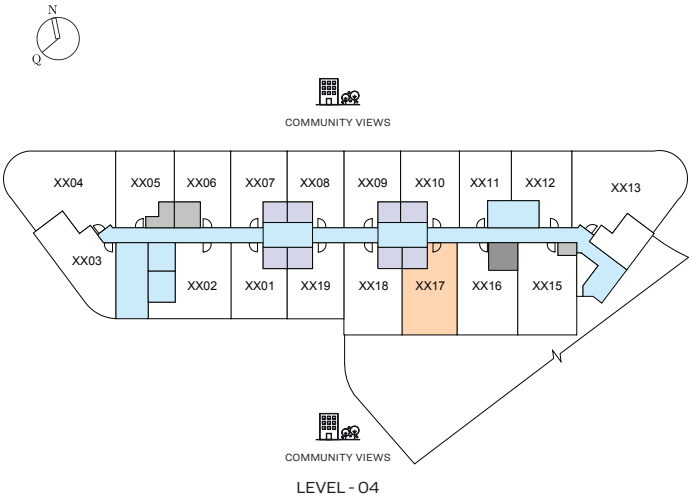 N
Q
COMMUNITY VIEWS
XX04 XX05 XX06 XX07 XX08 XX09 XX10 XX11 XX12 XX13
XX03
XX02 XX01 XX19 XX18 XX17 XX16 XX15
N
COMMUNITY VIEWS
LEVEL - 04